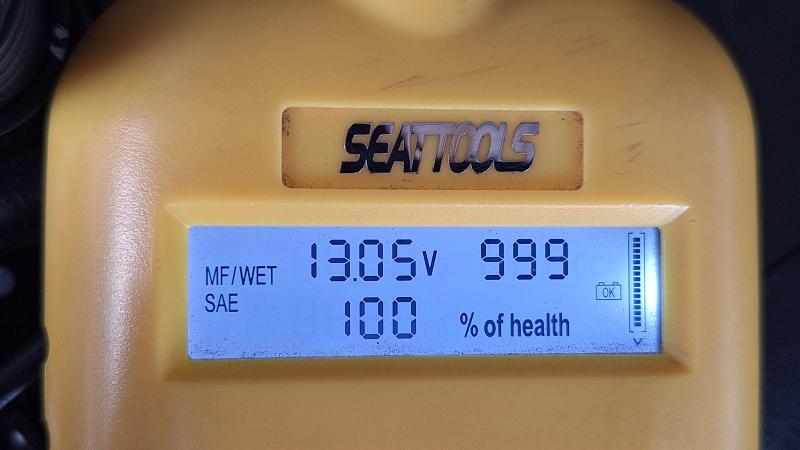 SEATTOOLS
MF/WET 13.05V 999
SAE 100 % of health
OK